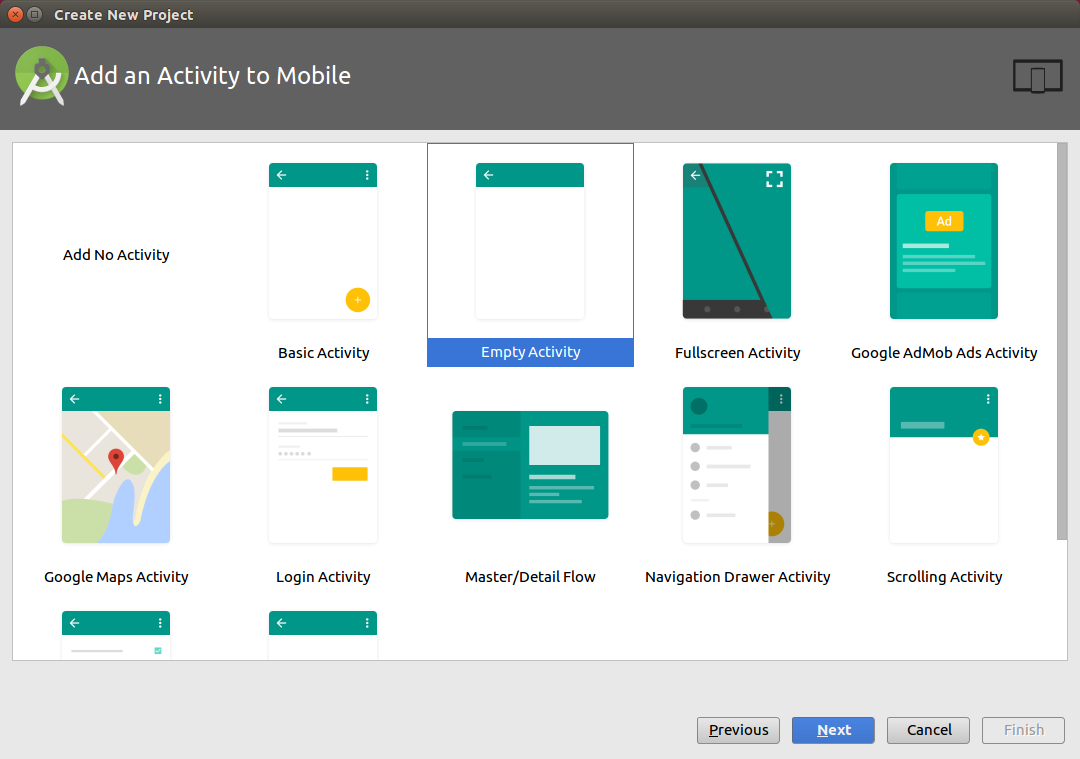 Create New Project
Add an Activity to Mobile
Add No Activity
Basic Activity
Empty Activity
Fullscreen Activity
Ad
Google AdMob Ads Activity
Google Maps Activity
Login Activity
Master/Detail Flow
Navigation Drawer Activity
Scrolling Activity
Previous
Next
Cancel
Finish